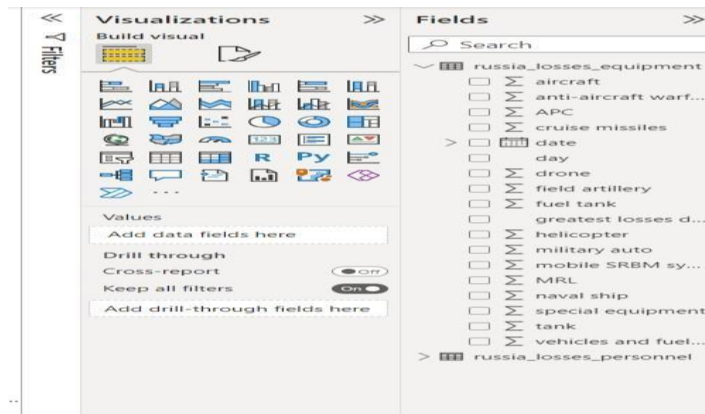 Visualizations
Build visual
Filters
123
R
Py
Values
Add data fields here
Drill through
Cross-report
Off
Keep all filters
On
Add drill-through fields here
Fields
Search
russia_losses_equipment
aircraft
anti-aircraft warf...
APC
cruise missiles
date
day
drone
field artillery
fuel tank
greatest losses d...
helicopter
military auto
mobile SRBM sy...
MRL
naval ship
special equipment
tank
vehicles and fuel...
russia_losses_personnel